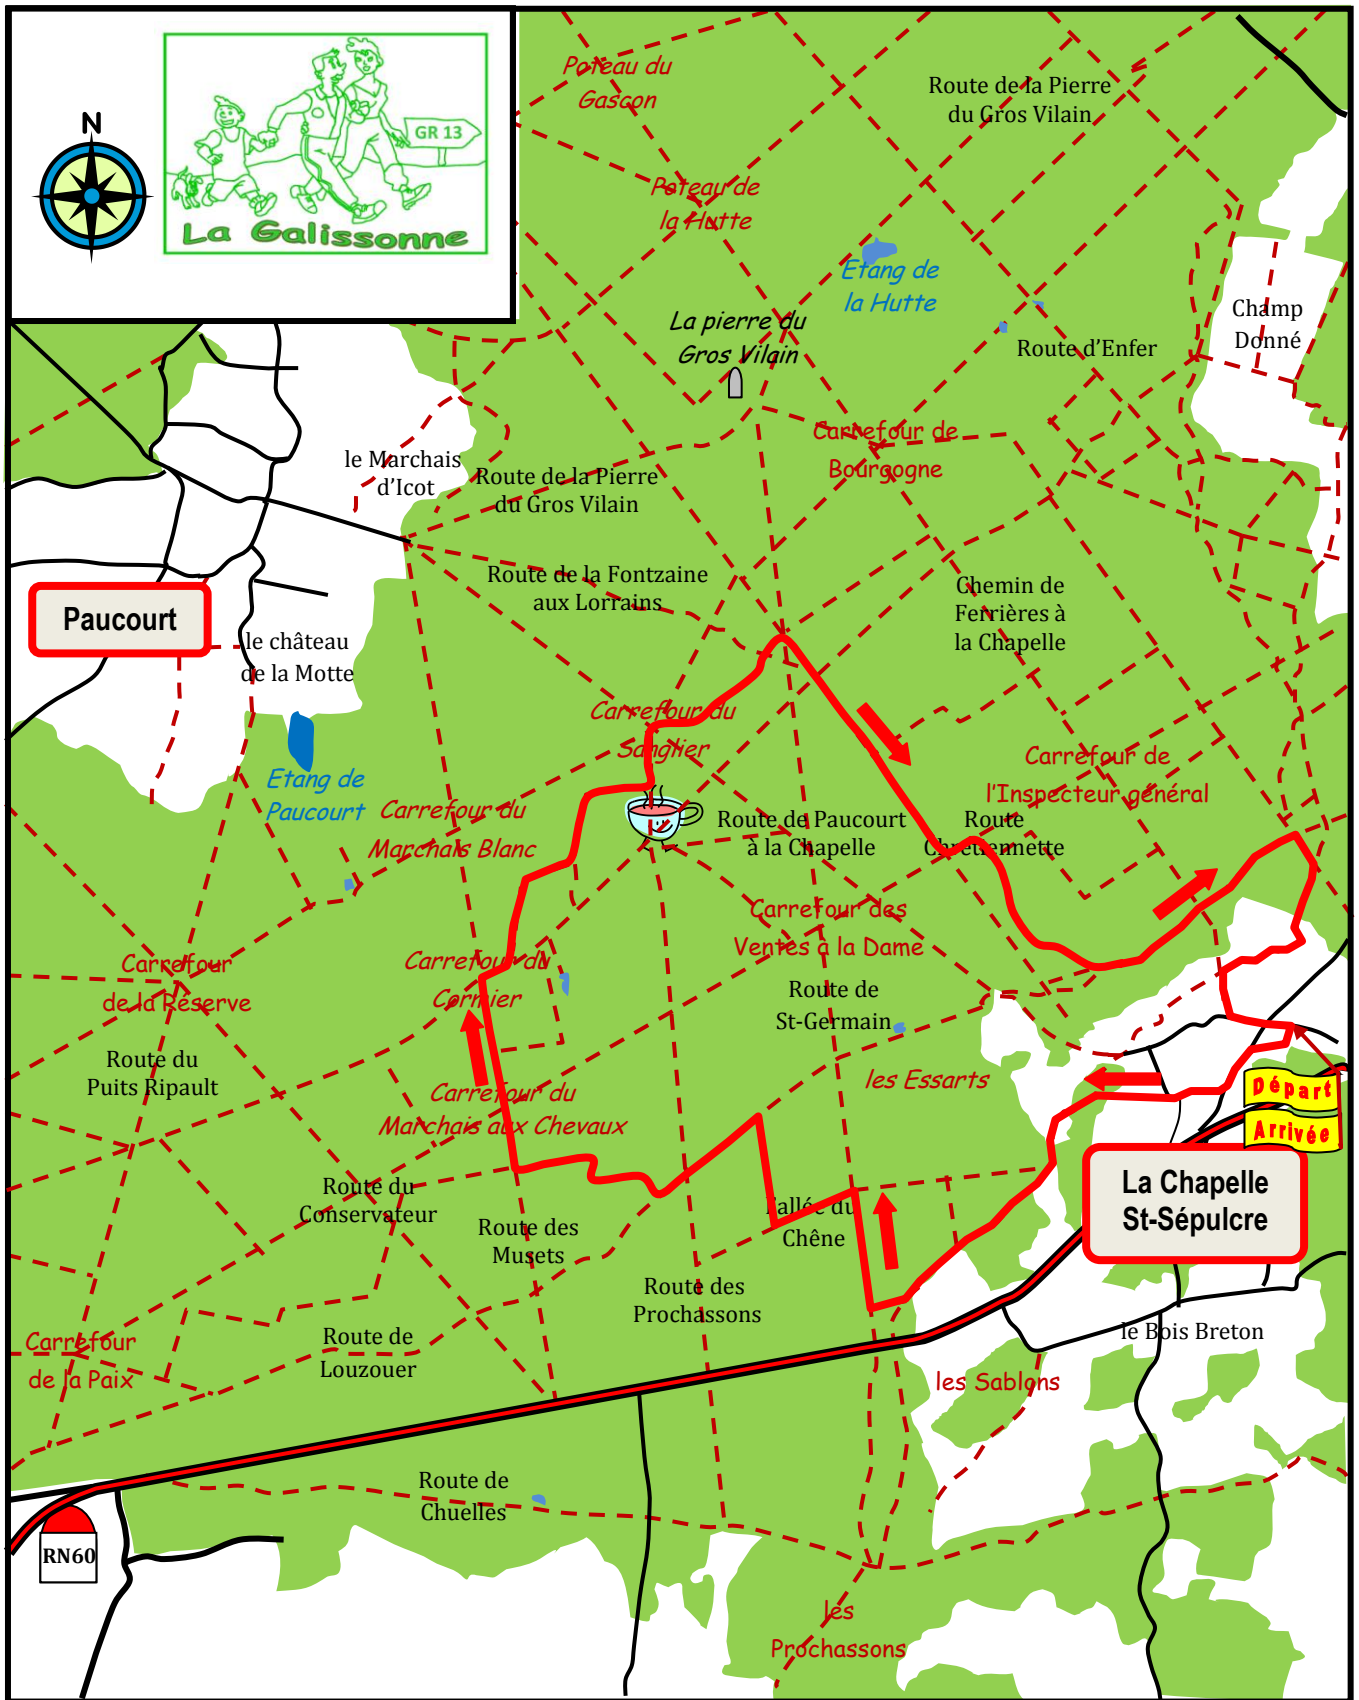 N
GR 13
La Galissonne
Poteau du
Gascon
Route de la Pierre
du Gros Vilain
Poteau de
la Hutte
Etang de
la Hutte
Champ
Donné
La pierre du
Gros Vilain
Route d'Enfer
Carrefour de
Bourgogne
le Marchais
d'Icot
Route de la Pierre
du Gros Vilain
Route de la Fontzaine
aux Lorrains
Chemin de
Ferrières à
la Chapelle
Paucourt
le château
de la Motte
Carrefour du
Sanglier
Etang de
Paucourt
Carrefour de
l'Inspecteur général
Carrefour du
Marchais Blanc
Route de Paucourt
à la Chapelle
Route
Chrétiennette
Carrefour des
Ventes à la Dame
Carrefour
de la Réserve
Carrefour du
Cormier
Route de
St-Germain
Route du
Puits Ripault
les Essarts
Carrefour du
Marchais aux Chevaux
Départ
Arrivée
La Chapelle
St-Sépulcre
Route du
Conservateur
Route des
Musets
Tallée du
Chêne
Route des
Prochassons
Carrefour
de la Paix
Route de
Louzouer
le Bois Breton
les Sablons
Route de
Chuelles
RN60
les
Prochassons